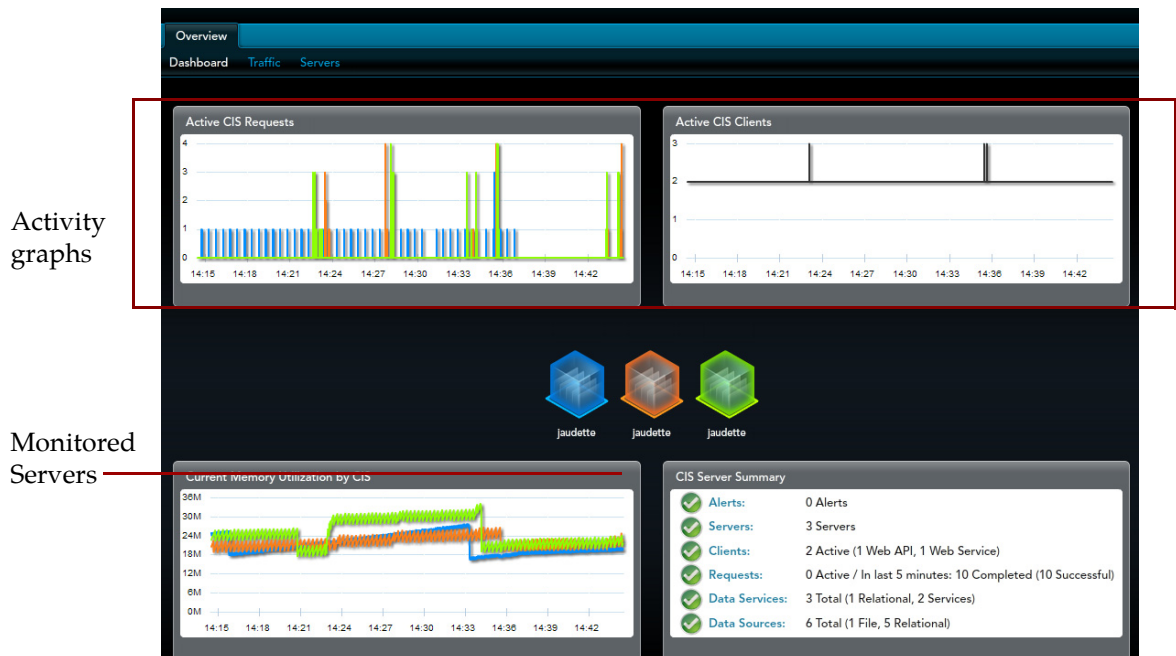 Overview
Dashboard Traffic Servers
Activity
graphs
Active CIS Requests
4
3
2
1
0
14:15 14:18 14:21 14:24 14:27 14:30 14:33 14:36 14:39 14:42
Active CIS Clients
3
2
1
0
14:15 14:18 14:21 14:24 14:27 14:30 14:33 14:36 14:39 14:42
jaudette jaudette jaudette
Monitored
Servers
Current Memory Utilization by CIS
36M
30M
24M
18M
12M
6M
0M
14:15 14:18 14:21 14:24 14:27 14:30 14:33 14:36 14:39 14:42
CIS Server Summary
Alerts: 0 Alerts
Servers: 3 Servers
Clients: 2 Active (1 Web API, 1 Web Service)
Requests: 0 Active / In last 5 minutes: 10 Completed (10 Successful)
Data Services: 3 Total (1 Relational, 2 Services)
Data Sources: 6 Total (1 File, 5 Relational)